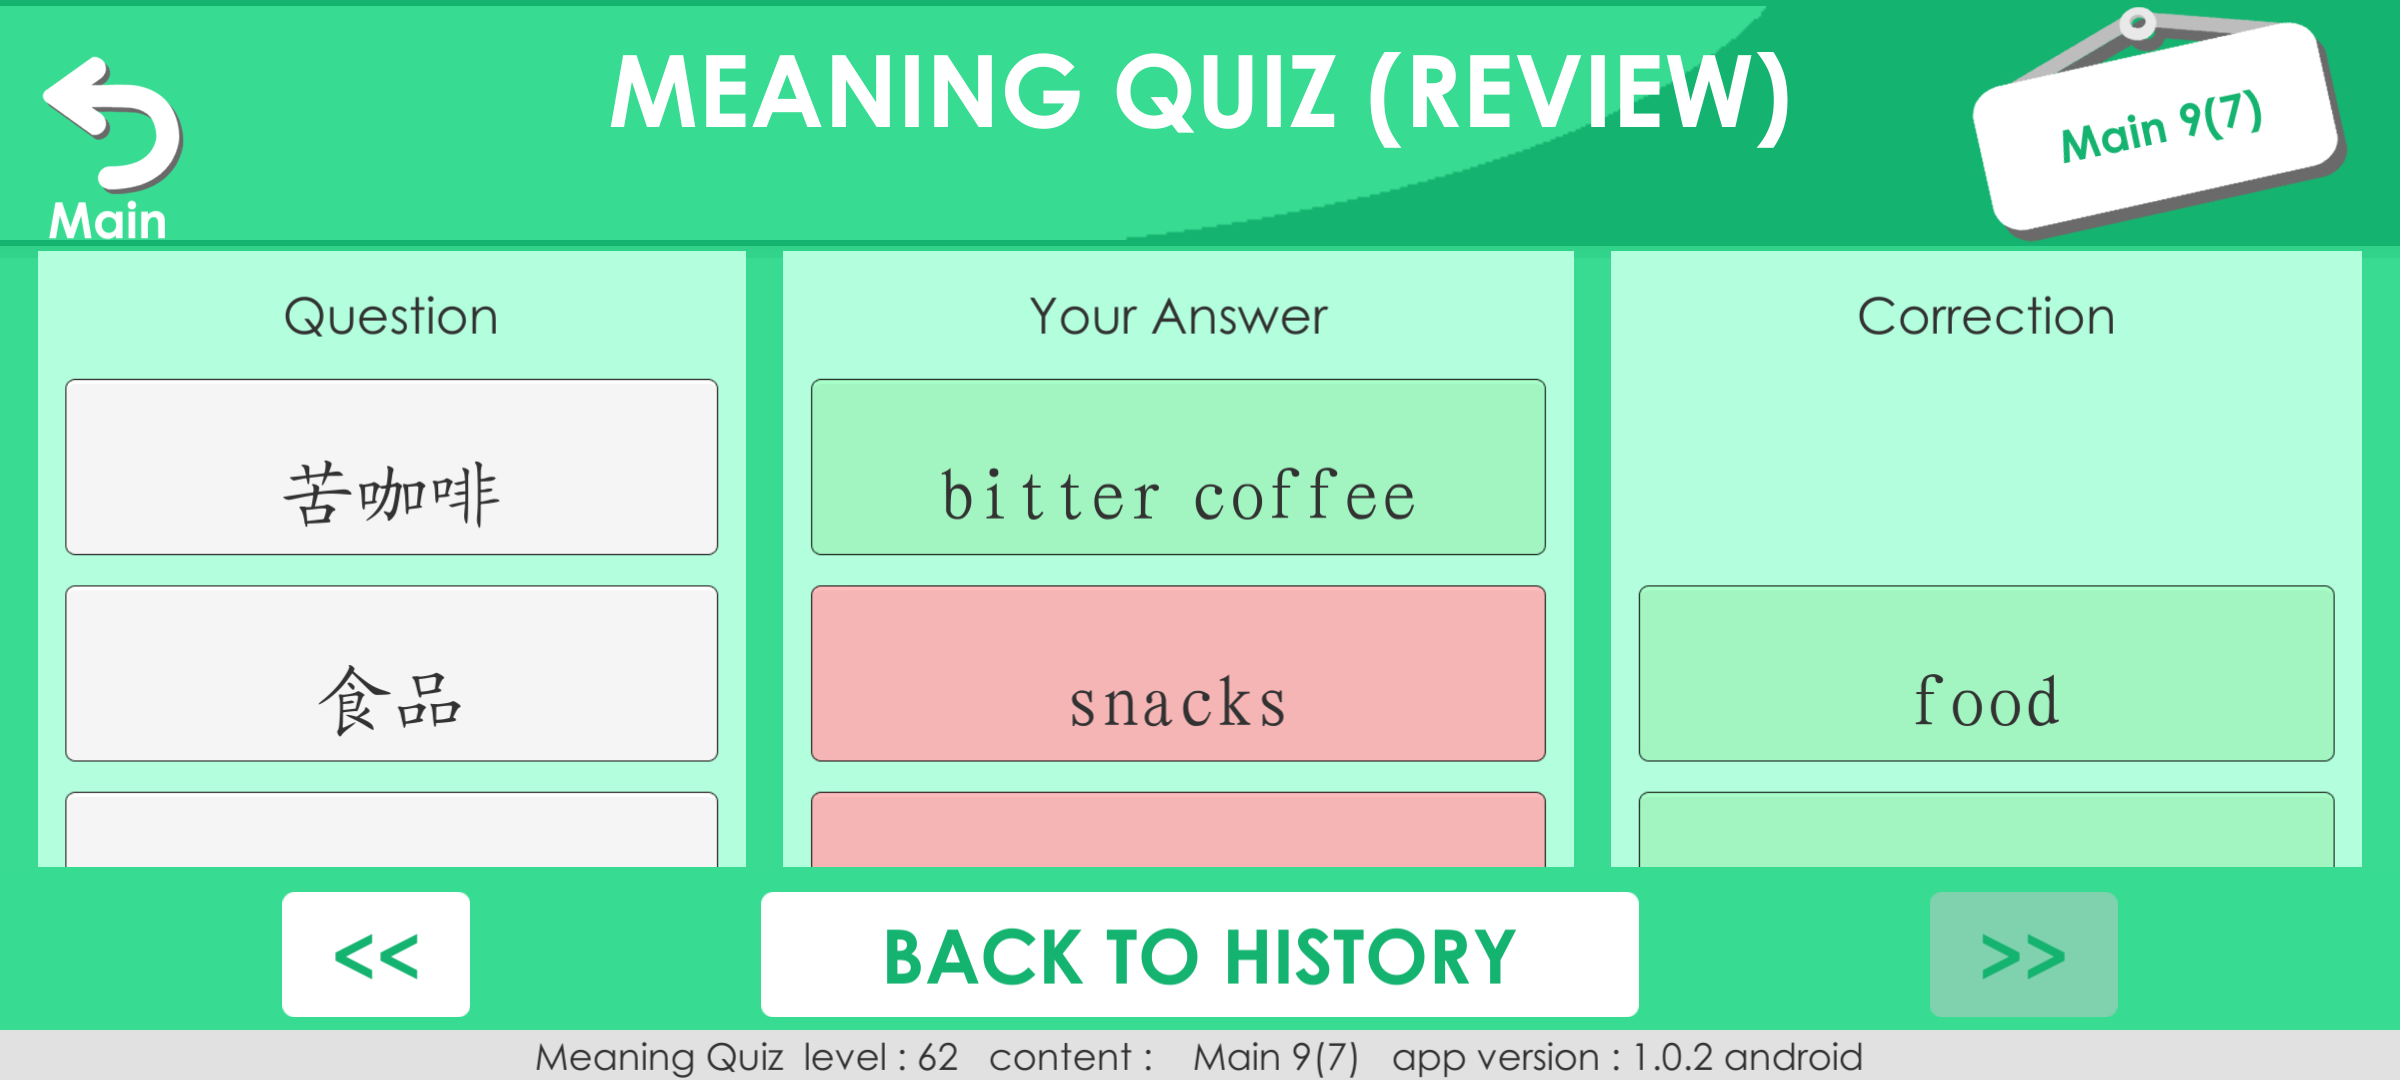 MEANING QUIZ (REVIEW)
Main 9(7)
Main
Question
Your Answer
Correction
苦咖啡
bitter coffee
食品
snacks
food
<<
BACK TO HISTORY
>>
Meaning Quiz level : 62 content : Main 9(7) app version : 1.0.2 android